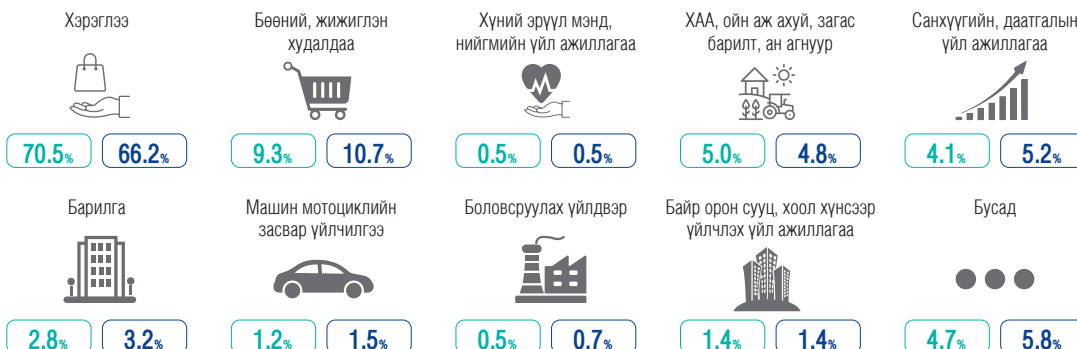 Хэрэглээ
Бөөний, жижиглэн
худалдаа
Хүний эрүүл мэнд,
нийгмийн үйл ажиллагаа
ХАА, ойн аж ахуй, загас
барилт, ан агнуур
Санхүүгийн, даатгалын
үйл ажиллагаа
70.5% 66.2%
9.3% 10.7%
0.5% 0.5%
5.0% 4.8%
4.1% 5.2%
Барилга
Машин мотоциклийн
засвар үйлчилгээ
Боловсруулах үйлдвэр
Байр орон сууц, хоол хүнсээр
үйлчлэх үйл ажиллагаа
Бусад
2.8% 3.2%
1.2% 1.5%
0.5% 0.7%
1.4% 1.4%
4.7% 5.8%